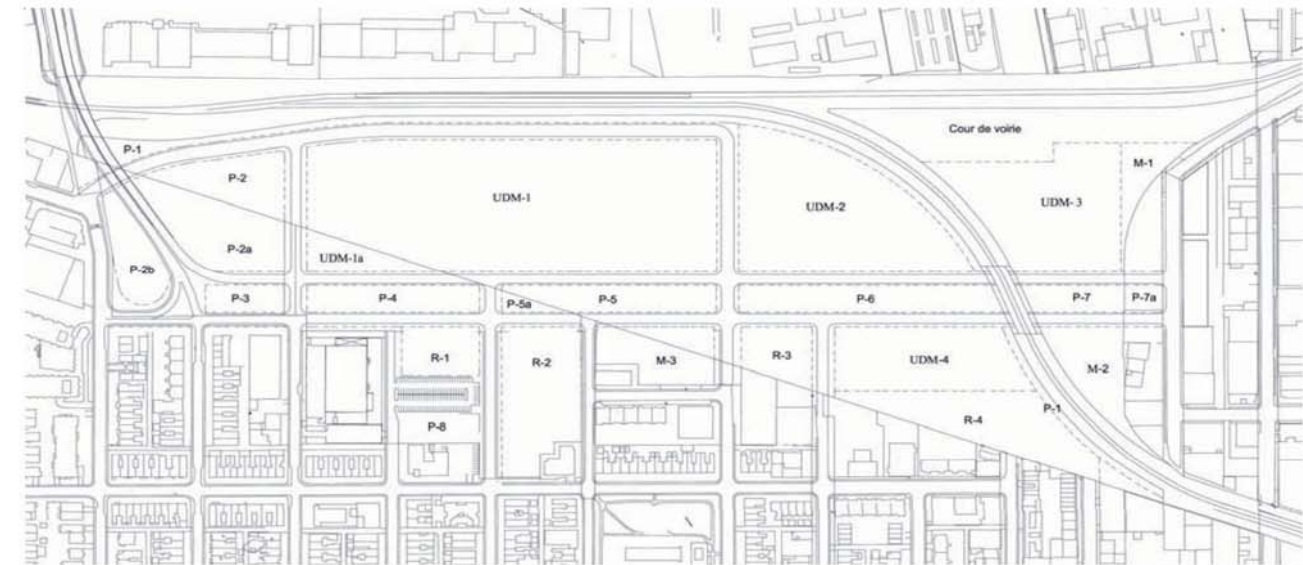 Cour de voirie
P-1
M-1
P-2
UDM-1
UDM-2
UDM- 3
P-2a
UDM-1a
P-2b
P-3
P-4
P-5a
P-5
P-6
P-7
P-7a
R-1
R-2
M-3
R-3
UDM-4
M-2
P-1
R-4
P-8